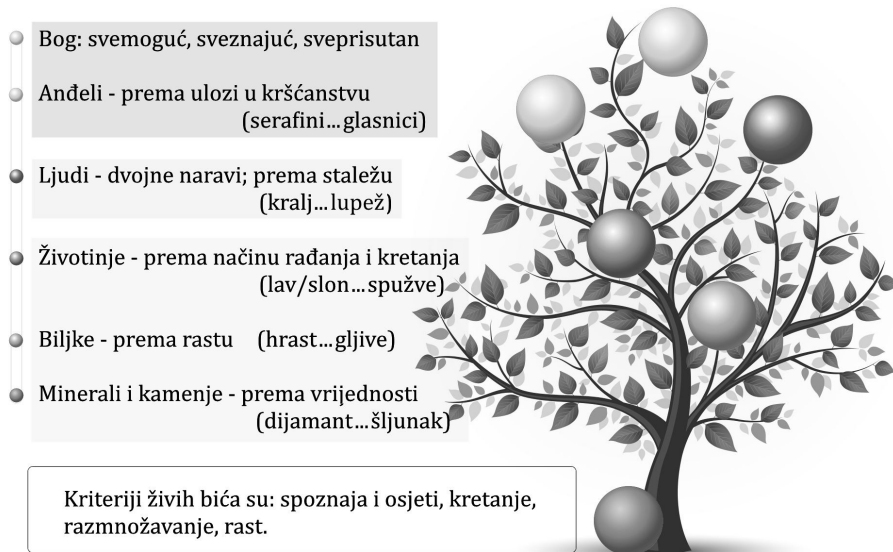 Bog: svemoguć, sveznajuć, sveprisutan
Anđeli - prema ulozi u kršćanstvu
(serafini...glasnici)
Ljudi - dvojne naravi; prema staležu
(kralj...lupež)
Životinje - prema načinu rađanja i kretanja
(lav/slon...spužve)
Biljke - prema rastu (hrast...gljive)
Minerali i kamenje - prema vrijednosti
(dijamant...šljunak)
Kriteriji živih bića su: spoznaja i osjeti, kretanje,
razmnožavanje, rast.